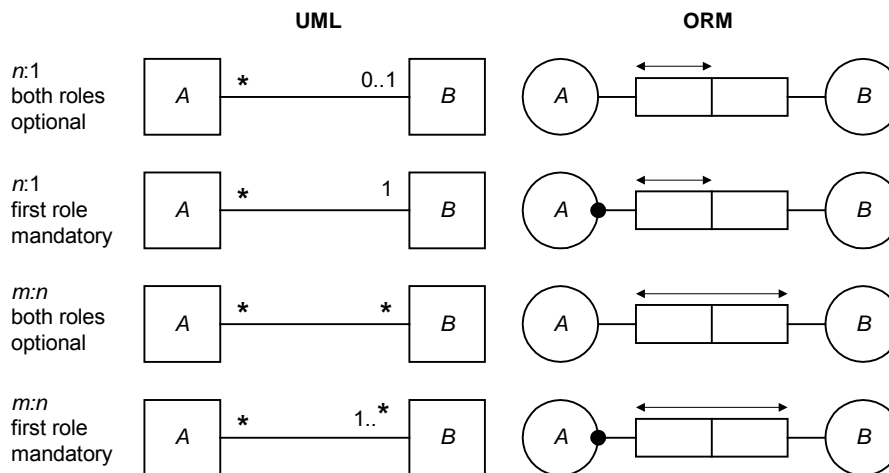 UML ORM
n:1
both roles
optional
A * 0..1 B A B
n:1
first role
mandatory
A * 1 B A B
m:n
both roles
optional
A * * B A B
m:n
first role
mandatory
A * 1..* B A B